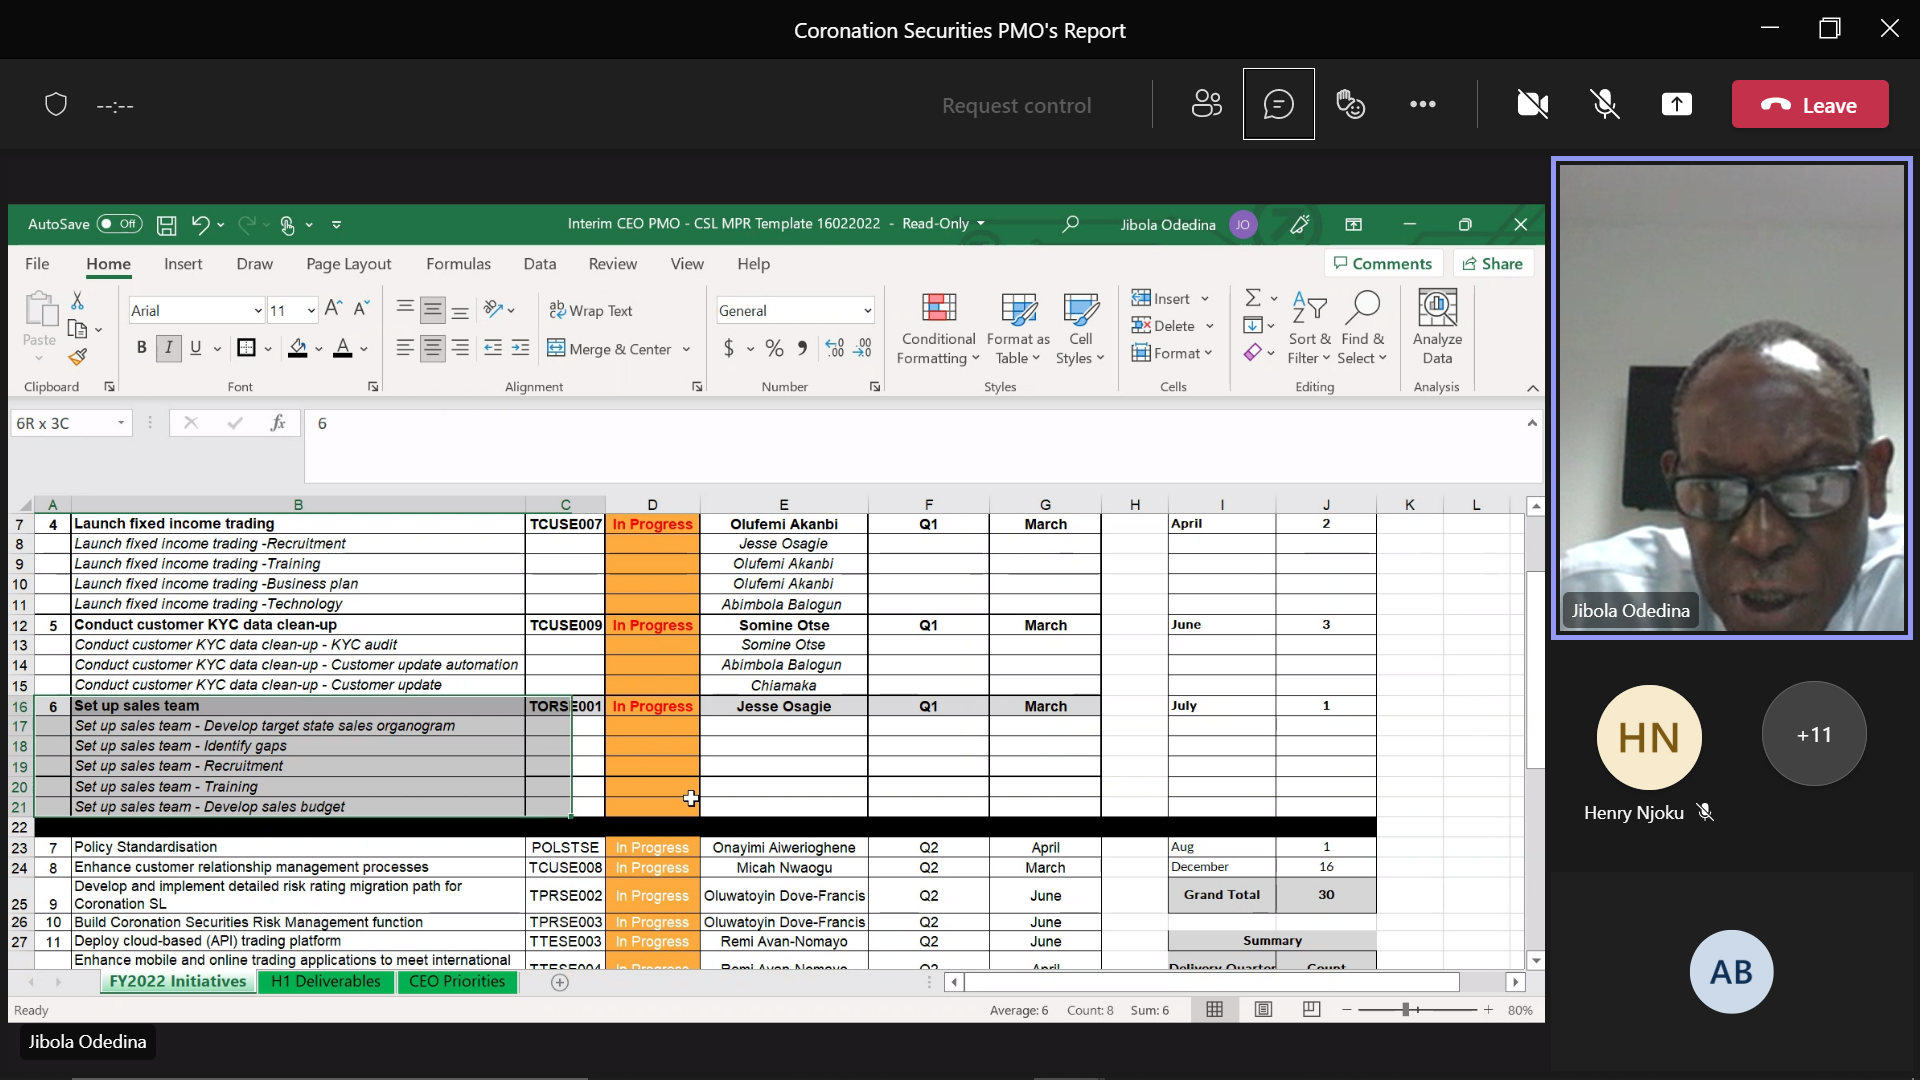 Coronation Securities PMO's Report
--:--
Request control
Leave
AutoSave Off
Interim CEO PMO - CSL MPR Template 16022022 - Read-Only
Jibola Odedina JO
File Home Insert Draw Page Layout Formulas Data Review View Help
Comments Share
Paste
Arial 11
B I U A
Wrap Text
Merge & Center
General
$ % 9
Conditional Formatting
Format as Table
Cell Styles
Insert
Delete
Format
Sort & Filter
Find & Select
Analyze Data
Clipboard Font Alignment Number Styles Cells Editing Analysis
6R x 3C fx 6
A B C D E F G H I J K L
7 4 Launch fixed income trading TCUSE007 In Progress Olufemi Akanbi Q1 March April 2
8 Launch fixed income trading -Recruitment Jesse Osagie
9 Launch fixed income trading -Training Olufemi Akanbi
10 Launch fixed income trading -Business plan Olufemi Akanbi
11 Launch fixed income trading -Technology Abimbola Balogun
12 5 Conduct customer KYC data clean-up TCUSE009 In Progress Somine Otse Q1 March June 3
13 Conduct customer KYC data clean-up - KYC audit Somine Otse
14 Conduct customer KYC data clean-up - Customer update automation Abimbola Balogun
15 Conduct customer KYC data clean-up - Customer update Chiamaka
16 6 Set up sales team TORSE001 In Progress Jesse Osagie Q1 March July 1
17 Set up sales team - Develop target state sales organogram
18 Set up sales team - Identify gaps
19 Set up sales team - Recruitment
20 Set up sales team - Training
21 Set up sales team - Develop sales budget
22
23 7 Policy Standardisation POLSTSE In Progress Onayimi Aiwerioghene Q2 April Aug 1
24 8 Enhance customer relationship management processes TCUSE008 In Progress Micah Nwaogu Q2 March December 16
25 9 Develop and implement detailed risk rating migration path for
Coronation SL TPRSE002 In Progress Oluwatoyin Dove-Francis Q2 June Grand Total 30
26 10 Build Coronation Securities Risk Management function TPRSE003 In Progress Oluwatoyin Dove-Francis Q2 June
27 11 Deploy cloud-based (API) trading platform TTESE003 In Progress Remi Avan-Nomayo Q2 June Summary
Enhance mobile and online trading applications to meet international TTESE004 In Progress Remi Avan-Nomayo Q2 April Delivery Quarter Count
FY2022 Initiatives H1 Deliverables CEO Priorities
Ready Average: 6 Count: 8 Sum: 6 80%
Jibola Odedina
Jibola Odedina
HN
+11
Henry Njoku
AB